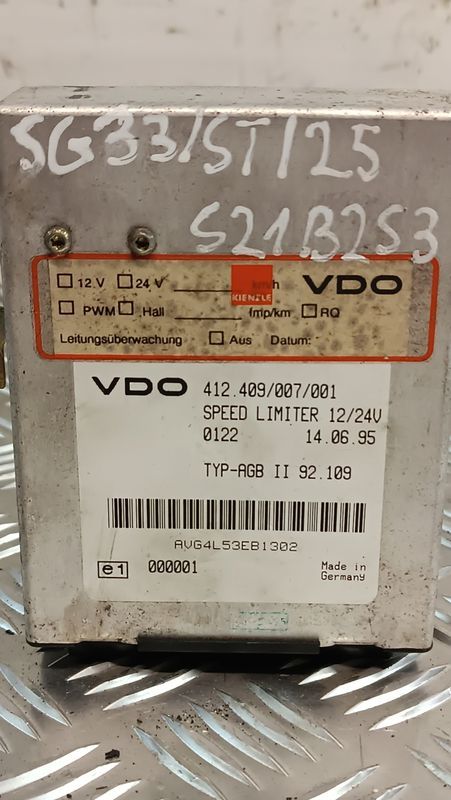 SG33/ST/25
S21B2S3
12 V 24 V km/h KIENZLE VDO
PWM Hall Imp/km RQ
Leitungsüberwachung Aus Datum:
VDO 412.409/007/001
SPEED LIMITER 12/24V
0122 14.06.95
TYP-AGB II 92.109
AVG4L53EB1302
e1 000001 Made in
Germany